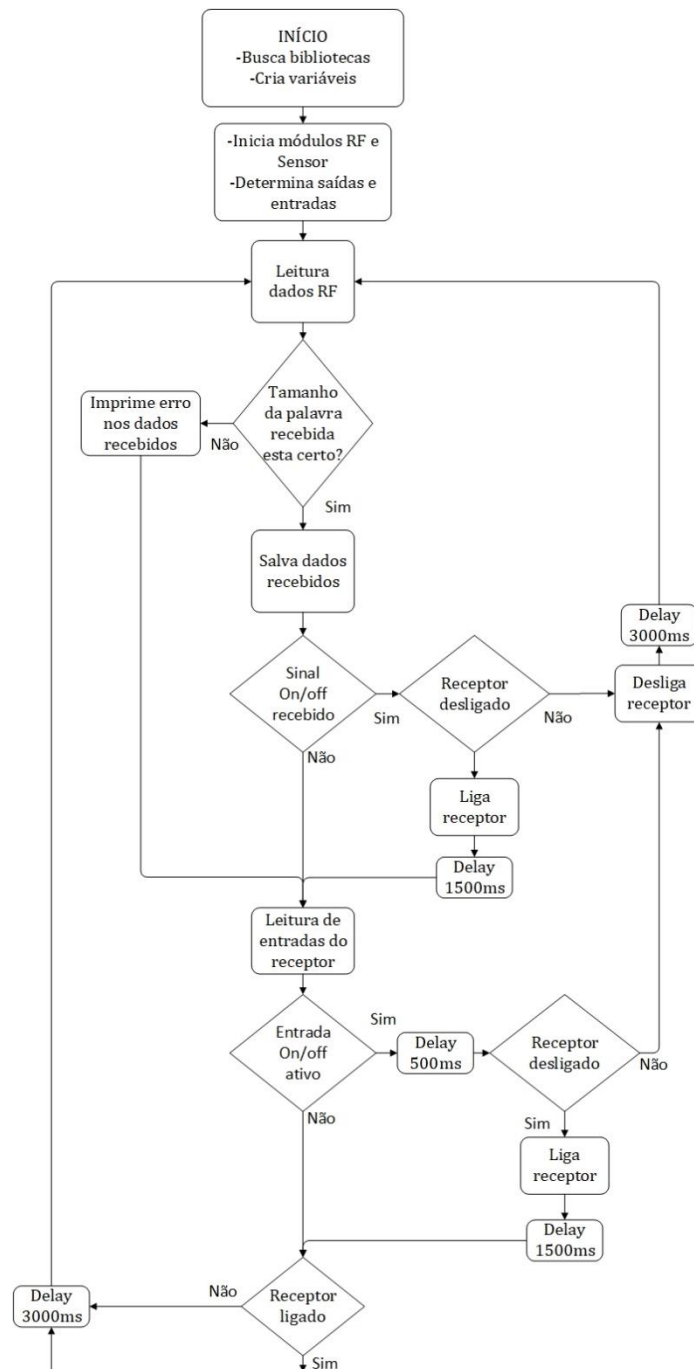 INÍCIO
-Busca bibliotecas
-Cria variáveis
-Inicia módulos RF e
Sensor
-Determina saídas e
entradas
Leitura
dados RF
Tamanho
da palavra
recebida
esta certo?
Não
Imprime erro
nos dados
recebidos
Sim
Salva dados
recebidos
Sinal
On/off
recebido
Sim
Não
Receptor
desligado
Não
Desliga
receptor
Delay
3000ms
Liga
receptor
Delay
1500ms
Leitura de
entradas do
receptor
Entrada
On/off
ativo
Sim
Não
Delay
500ms
Receptor
desligado
Não
Sim
Liga
receptor
Delay
1500ms
Receptor
ligado
Não
Delay
3000ms
Sim